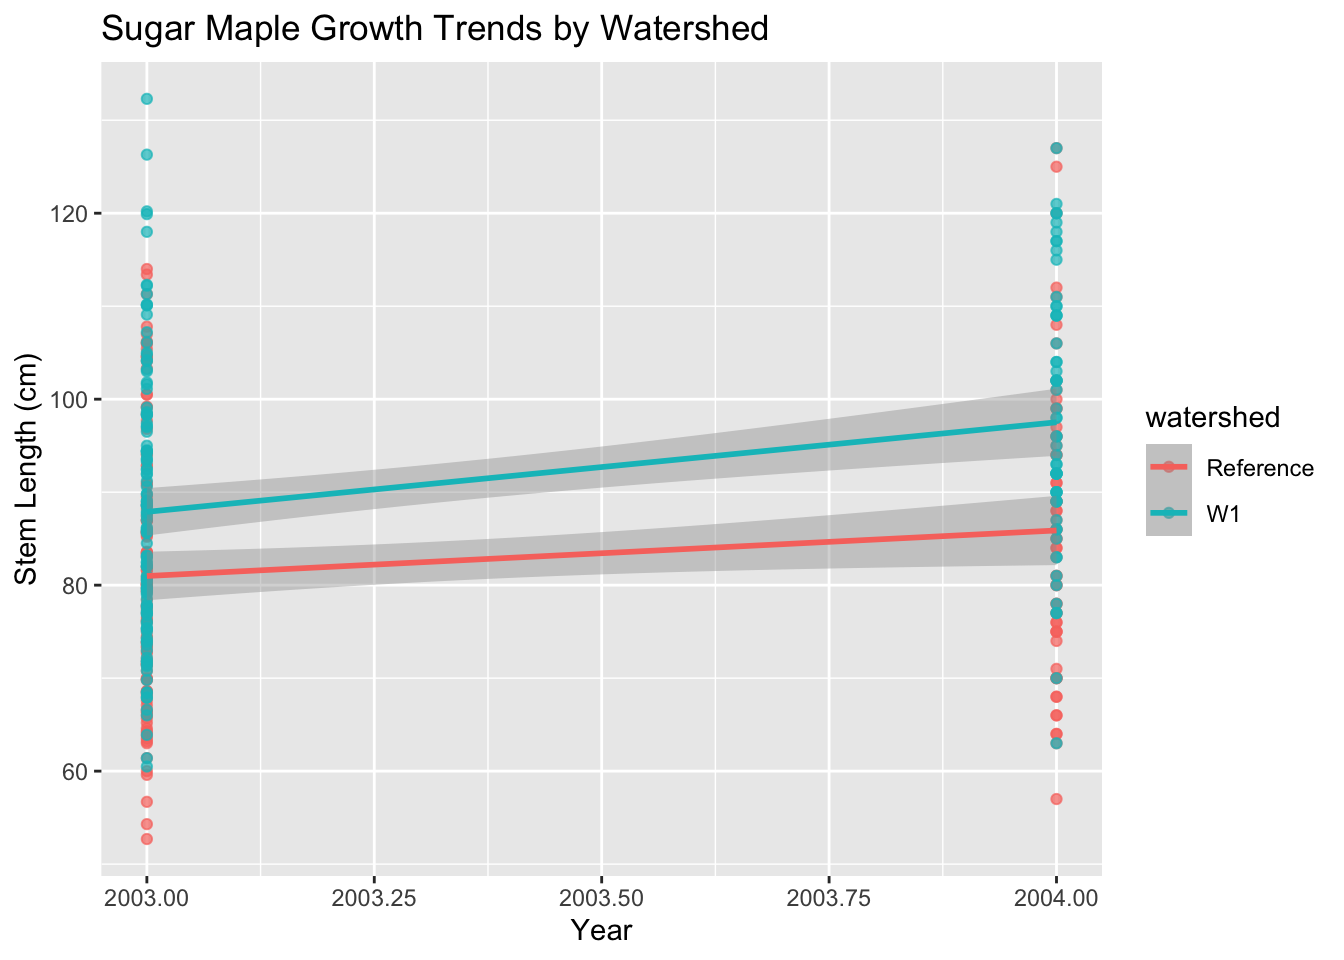 Sugar Maple Growth Trends by Watershed
Stem Length (cm)
120
100
80
60
2003.00 2003.25 2003.50 2003.75 2004.00
Year
watershed
Reference
W1